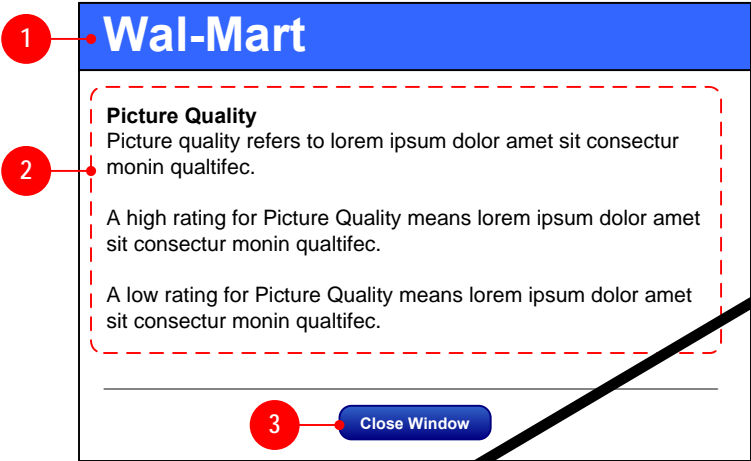 1
Wal-Mart
Picture Quality
Picture quality refers to lorem ipsum dolor amet sit consectur
2
monin qualtifec.
A high rating for Picture Quality means lorem ipsum dolor amet
sit consectur monin qualtifec.
A low rating for Picture Quality means lorem ipsum dolor amet
sit consectur monin qualtifec.
3
Close Window